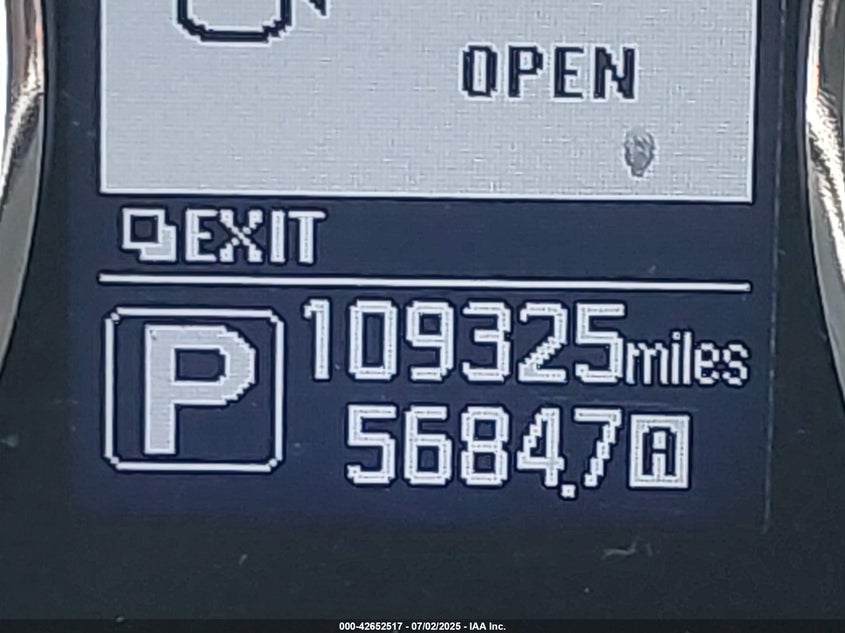 OPEN
EXIT
P
109325miles
5684.7A
000-42652517 - 07/02/2025 - IAA Inc.